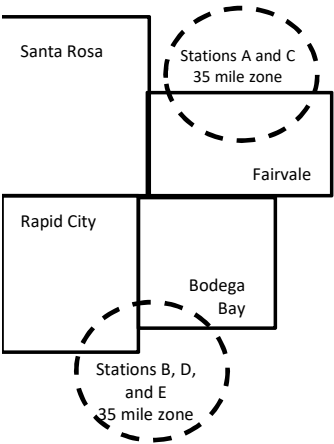 Santa Rosa
Stations A and C
35 mile zone
Fairvale
Rapid City
Bodega
Bay
Stations B, D,
and E
35 mile zone